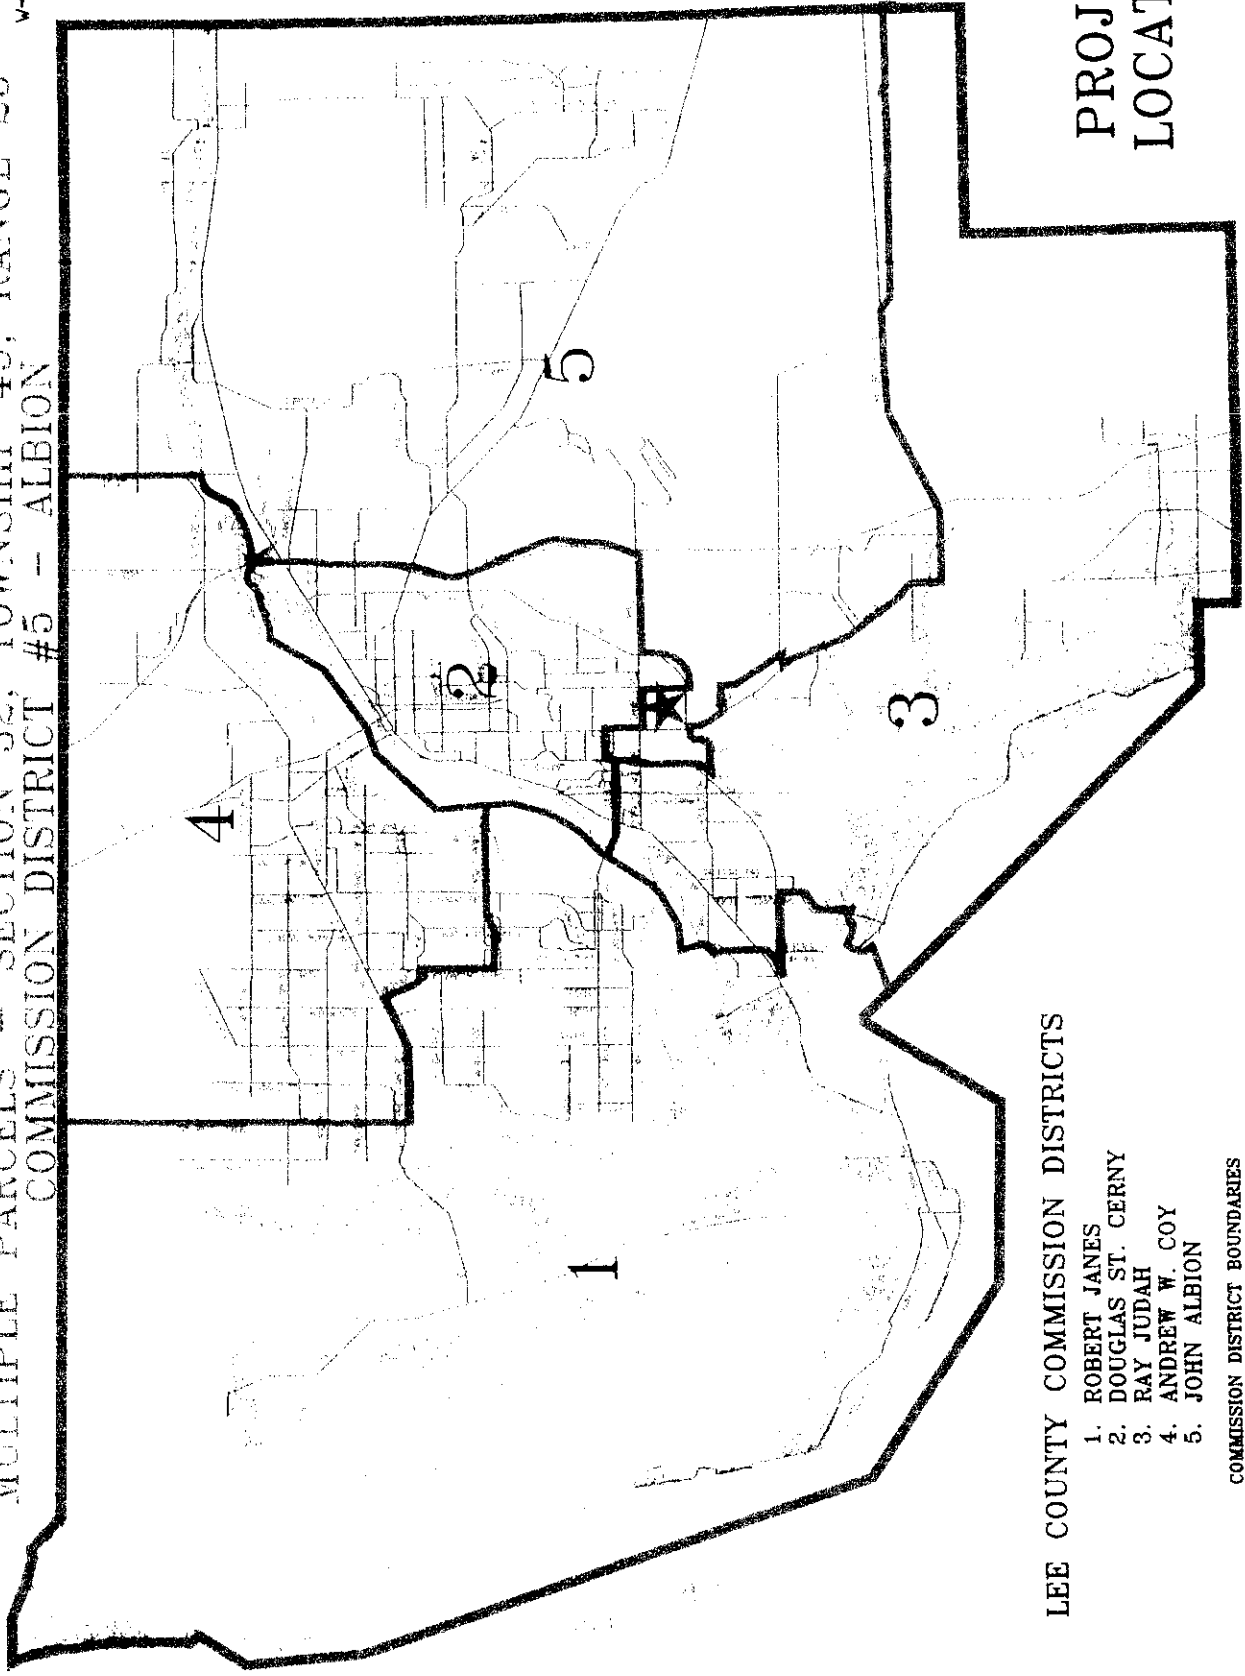 MULTIPLE PARCELS - SECTION 32, TOWNSHIP 45, RANGE
COMMISSION DISTRICT #5 - ALBION
4
2
5
1
3
PROJ
LOCAT
LEE COUNTY COMMISSION DISTRICTS
1. ROBERT JANES
2. DOUGLAS ST. CERNY
3. RAY JUDAH
4. ANDREW W. COY
5. JOHN ALBION
COMMISSION DISTRICT BOUNDARIES